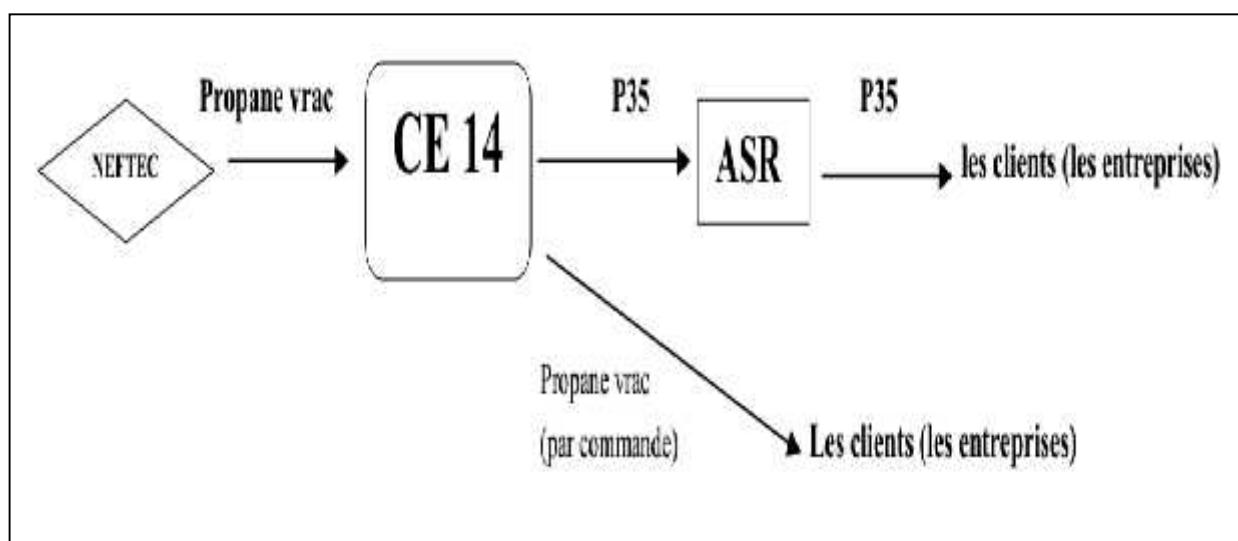 Propane vrac
P35
P35
NEFTEC
CE 14
ASR
les clients (les entreprises)
Propane vrac
(par commande)
Les clients (les entreprises)